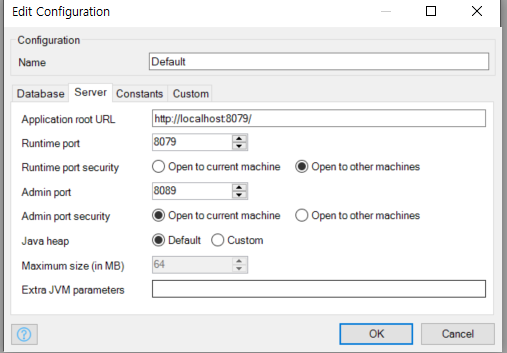 Edit Configuration
Configuration
Name Default
Database Server Constants Custom
Application root URL http://localhost:8079/
Runtime port 8079
Runtime port security Open to current machine Open to other machines
Admin port 8089
Admin port security Open to current machine Open to other machines
Java heap Default Custom
Maximum size (in MB) 64
Extra JVM parameters
? OK Cancel